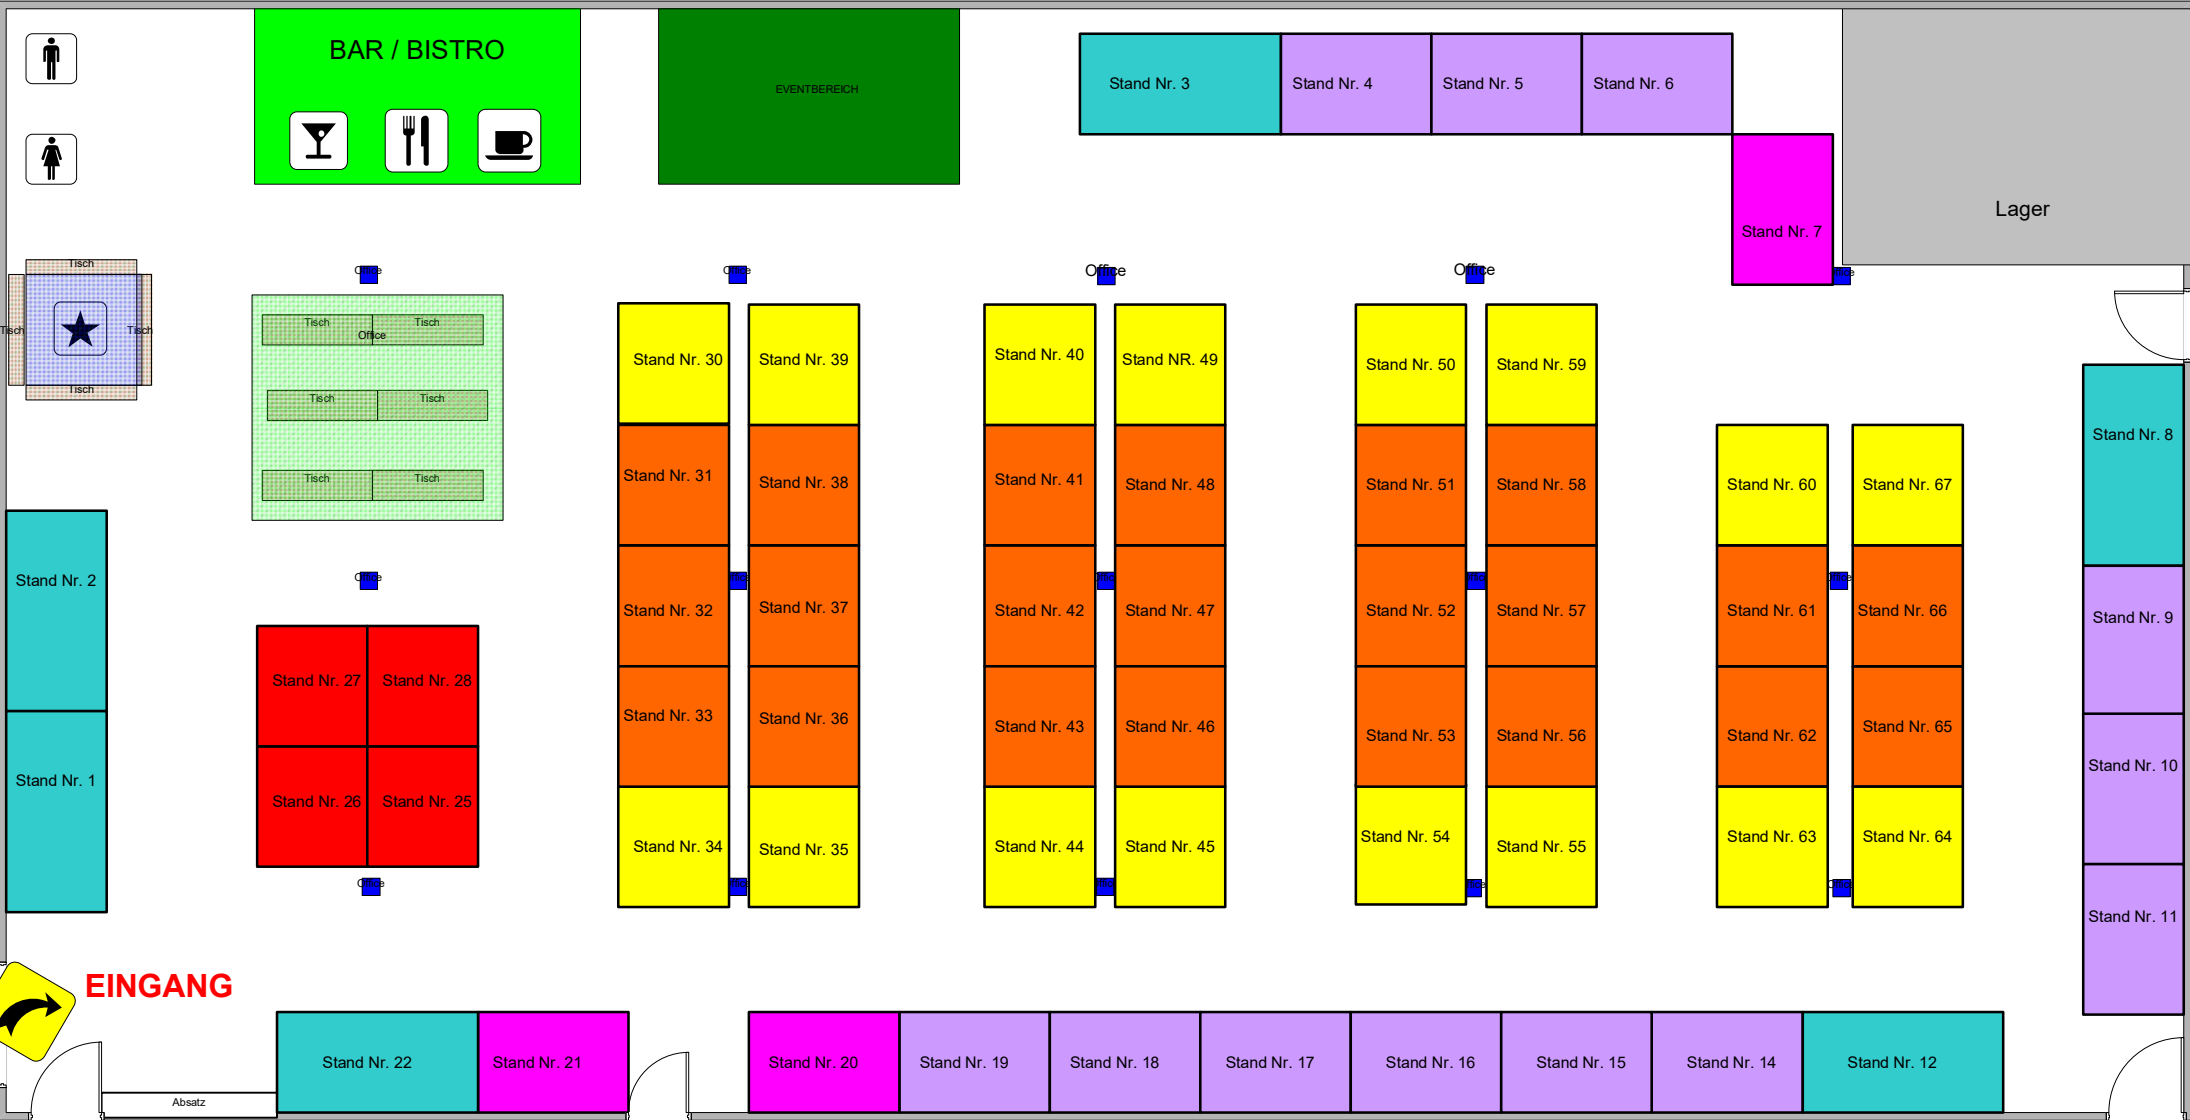 BAR / BISTRO
EVENTBEREICH
Stand Nr. 3
Stand Nr. 4
Stand Nr. 5
Stand Nr. 6
Lager
Stand Nr. 7
Office
Office
Office
Office
Office
Tisch
Tisch
Tisch
Tisch
Tisch
Tisch
Office
Tisch
Tisch
Tisch
Tisch
Stand Nr. 30
Stand Nr. 39
Stand Nr. 40
Stand NR. 49
Stand Nr. 50
Stand Nr. 59
Stand Nr. 31
Stand Nr. 38
Stand Nr. 41
Stand Nr. 48
Stand Nr. 51
Stand Nr. 58
Stand Nr. 60
Stand Nr. 67
Stand Nr. 8
Stand Nr. 2
Office
Office
Office
Office
Office
Stand Nr. 32
Stand Nr. 37
Stand Nr. 42
Stand Nr. 47
Stand Nr. 52
Stand Nr. 57
Stand Nr. 61
Stand Nr. 66
Stand Nr. 9
Stand Nr. 27
Stand Nr. 28
Stand Nr. 33
Stand Nr. 36
Stand Nr. 43
Stand Nr. 46
Stand Nr. 53
Stand Nr. 56
Stand Nr. 62
Stand Nr. 65
Stand Nr. 10
Stand Nr. 1
Stand Nr. 26
Stand Nr. 25
Stand Nr. 34
Stand Nr. 35
Stand Nr. 44
Stand Nr. 45
Stand Nr. 54
Stand Nr. 55
Stand Nr. 63
Stand Nr. 64
Office
Office
Office
Office
Office
Stand Nr. 11
EINGANG
Stand Nr. 22
Stand Nr. 21
Stand Nr. 20
Stand Nr. 19
Stand Nr. 18
Stand Nr. 17
Stand Nr. 16
Stand Nr. 15
Stand Nr. 14
Stand Nr. 12
Absatz